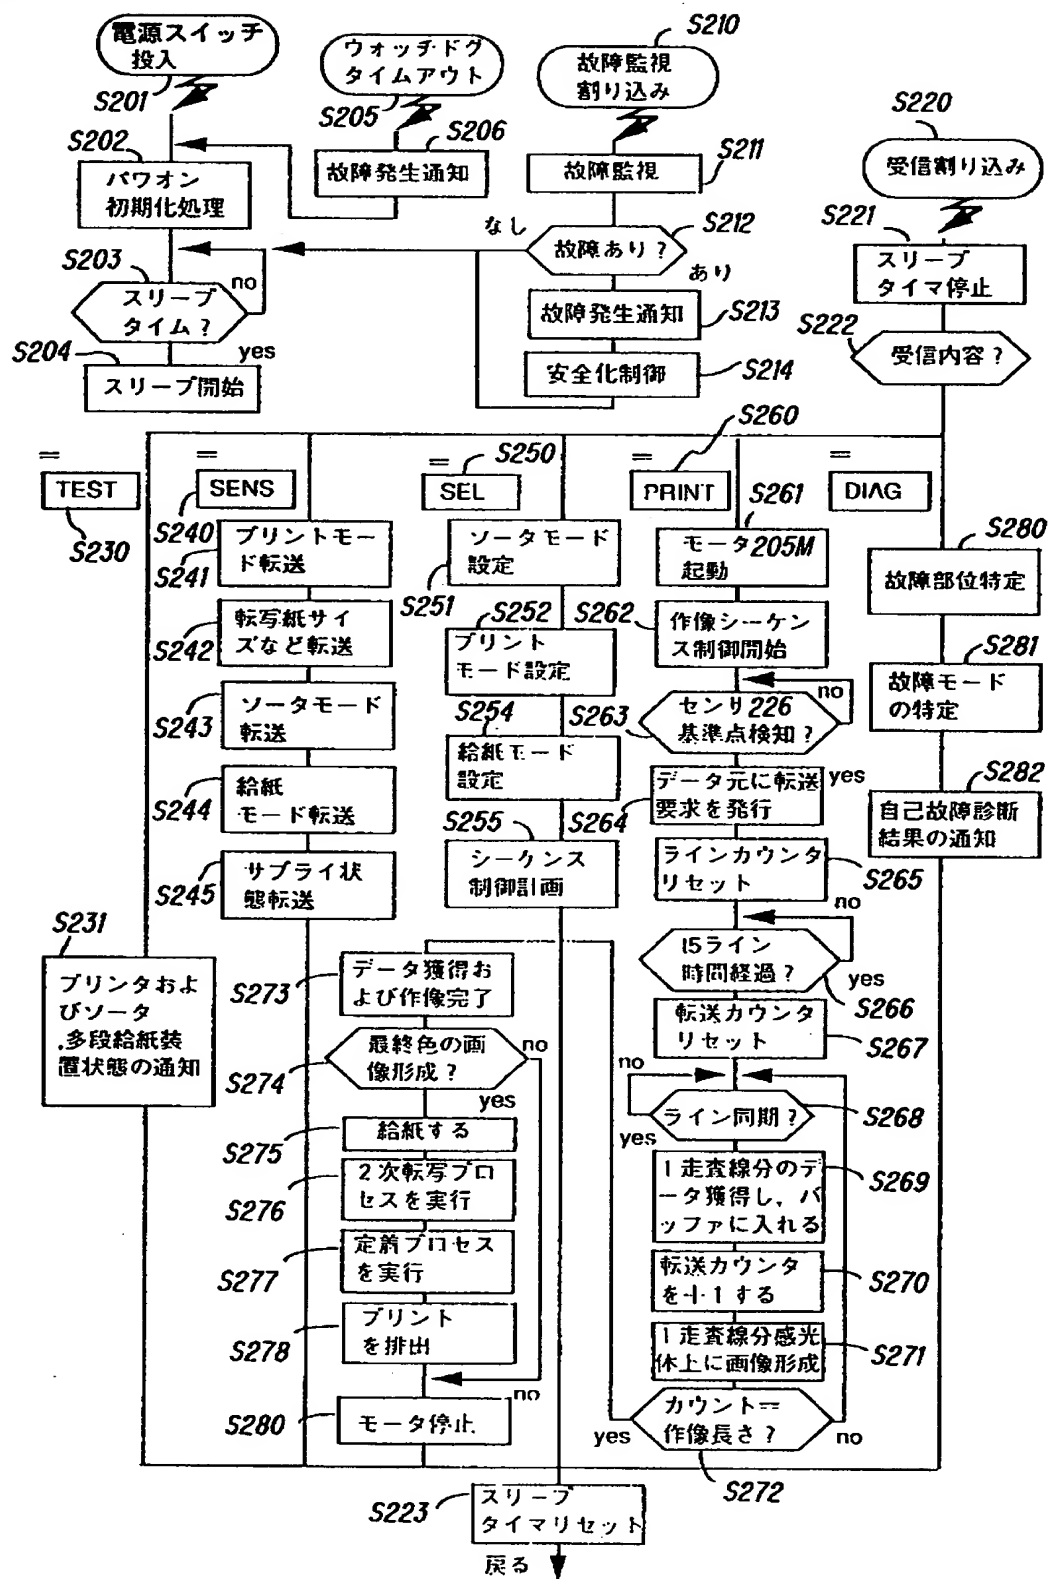 電源スイッチ
投入
S201
S202
パワオン
初期化処理
S203
スリープ
タイム?
no
S204
yes
スリープ開始
ウォッチドグ
タイムアウト
S205
S206
故障発生通知
S210
故障監視
割り込み
S211
故障監視
なし
S212
故障あり?
あり
故障発生通知
S213
安全化制御
S214
S220
受信割り込み
S221
スリープ
タイマ停止
S222
受信内容?
=
TEST
S230
S231
プリンタおよ
びソータ
.多段給紙装
置状態の通知
=
SENS
S240
プリントモー
ド転送
S241
転写紙サイ
ズなど転送
S242
ソータモード
転送
S243
給紙
モード転送
S244
サプライ状
態転送
S245
=
S250
SEL
ソータモード
設定
S251
S252
プリント
モード設定
S254
給紙モード
設定
S255
シーケンス
制御計画
S260
=
PRINT
S261
モータ205M
起動
S262
作像シーケン
ス制御開始
no
S263
センサ226
基準点検知?
yes
データ元に転送
要求を発行
S264
ラインカウンタ
リセット
S265
no
15ライン
時間経過?
yes
S266
転送カウンタ
リセット
S267
no
ライン同期?
S268
yes
1走査線分のデ
ータ獲得し,バ
ッファに入れる
S269
転送カウンタ
を+1する
S270
1走査線分感光
体上に画像形成
S271
カウント=
作像長さ?
yes
no
S272
S273
データ獲得お
よび作像完了
最終色の画
像形成?
no
S274
yes
S275
給紙する
S276
2次転写プロ
セスを実行
S277
定着プロセス
を実行
S278
プリント
を排出
no
S280
モータ停止
=
DIAG
S280
故障部位特定
S281
故障モード
の特定
S282
自己故障診断
結果の通知
S223
スリープ
タイマリセット
戻る